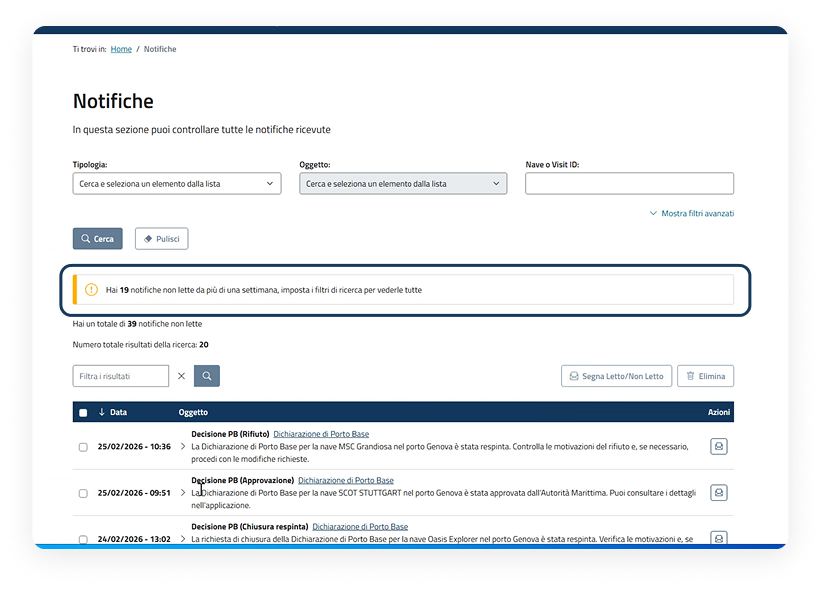 Ti trovi in: Home / Notifiche
Notifiche
In questa sezione puoi controllare tutte le notifiche ricevute
Tipologia: Oggetto: Nave o Visit ID:
Cerca e seleziona un elemento dalla lista Cerca e seleziona un elemento dalla lista
Mostra filtri avanzati
Cerca Pulisci
Hai 19 notifiche non lette da più di una settimana, imposta i filtri di ricerca per vederle tutte
Hai un totale di 39 notifiche non lette
Numero totale risultati della ricerca: 20
Filtra i risultati Segna Letto/Non Letto Elimina
Data Oggetto Azioni
Decisione PB (Rifiuto) Dichiarazione di Porto Base
25/02/2026 - 10:36 La Dichiarazione di Porto Base per la nave MSC Grandiosa nel porto Genova è stata respinta. Controlla le motivazioni del rifiuto e, se necessario,
procedi con le modifiche richieste.
Decisione PB (Approvazione) Dichiarazione di Porto Base
25/02/2026 - 09:51 La Dichiarazione di Porto Base per la nave SCOT STUTTGART nel porto Genova è stata approvata dall'Autorità Marittima. Puoi consultare i dettagli
nell'applicazione.
Decisione PB (Chiusura respinta) Dichiarazione di Porto Base
24/02/2026 - 13:02 La richiesta di chiusura della Dichiarazione di Porto Base per la nave Oasis Explorer nel porto Genova è stata respinta. Verifica le motivazioni e, se